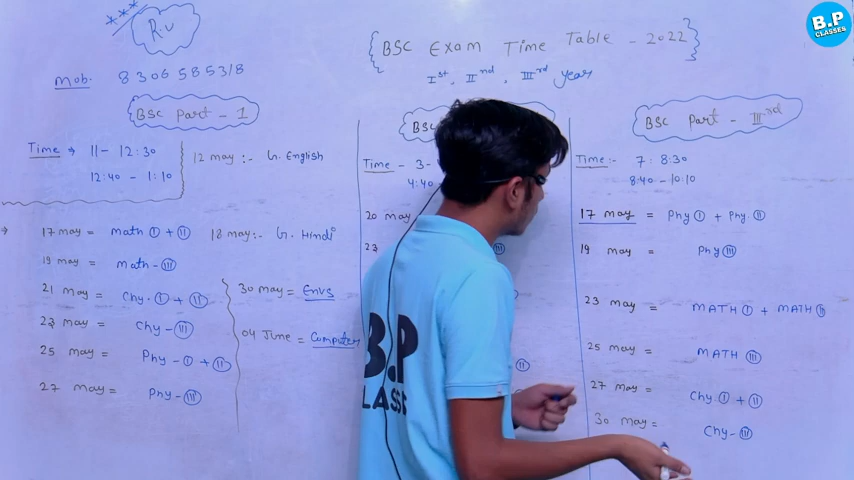 B.P
CLASSES
R.U
BSC Exam Time Table - 2022
Ist, IInd, IIIrd year
Mob. 8306585318
BSC Part - I
Time → 11 - 12:30
12:40 - 1:10
12 may :- G. English
17 may = math I + II
18 may :- G. Hindi
19 may = math - III
21 may = Chy. I + II
30 may = Envs
23 may = Chy - III
04 June = Computer
25 may = Phy - I + II
27 may = Phy - III
BSC
Time - 3 -
4:40
20 may
23
III
II
B.P
CLASSES
BSC Part - IIIrd
Time :- 7 : 8:30
8:40 - 10:10
17 may = Phy I + Phy. II
19 may = Phy III
23 may = MATH I + MATH II
25 may = MATH III
27 may = Chy. I + II
30 may = Chy - III